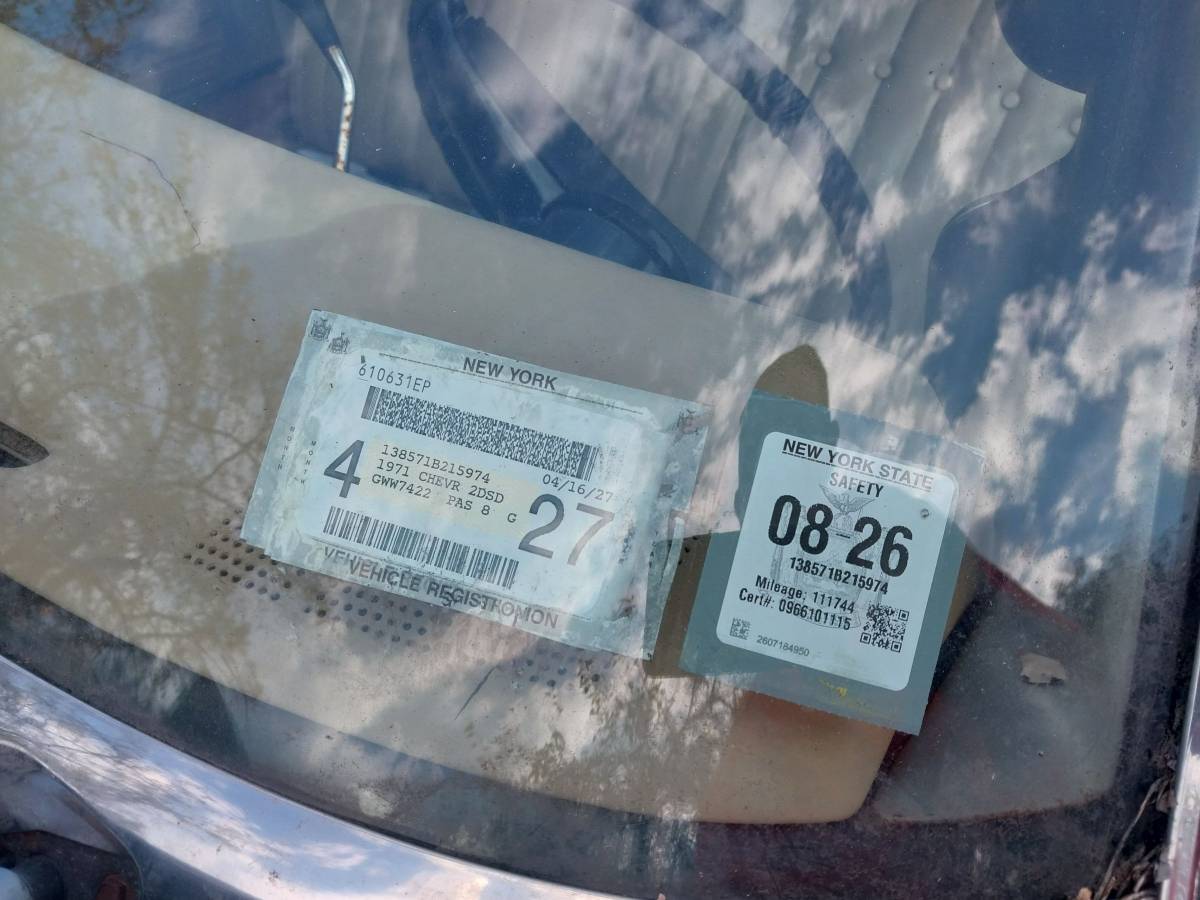 NEW YORK
610631EP
4
138571B215974
04/16/27
1971 CHEVR 2DSD
GWW7422 PAS 8 G
27
VEHICLE REGISTRATION
NEW YORK STATE
SAFETY
08 26
138571B215974
Mileage: 111744
Cert#: 0966101115
2607184950